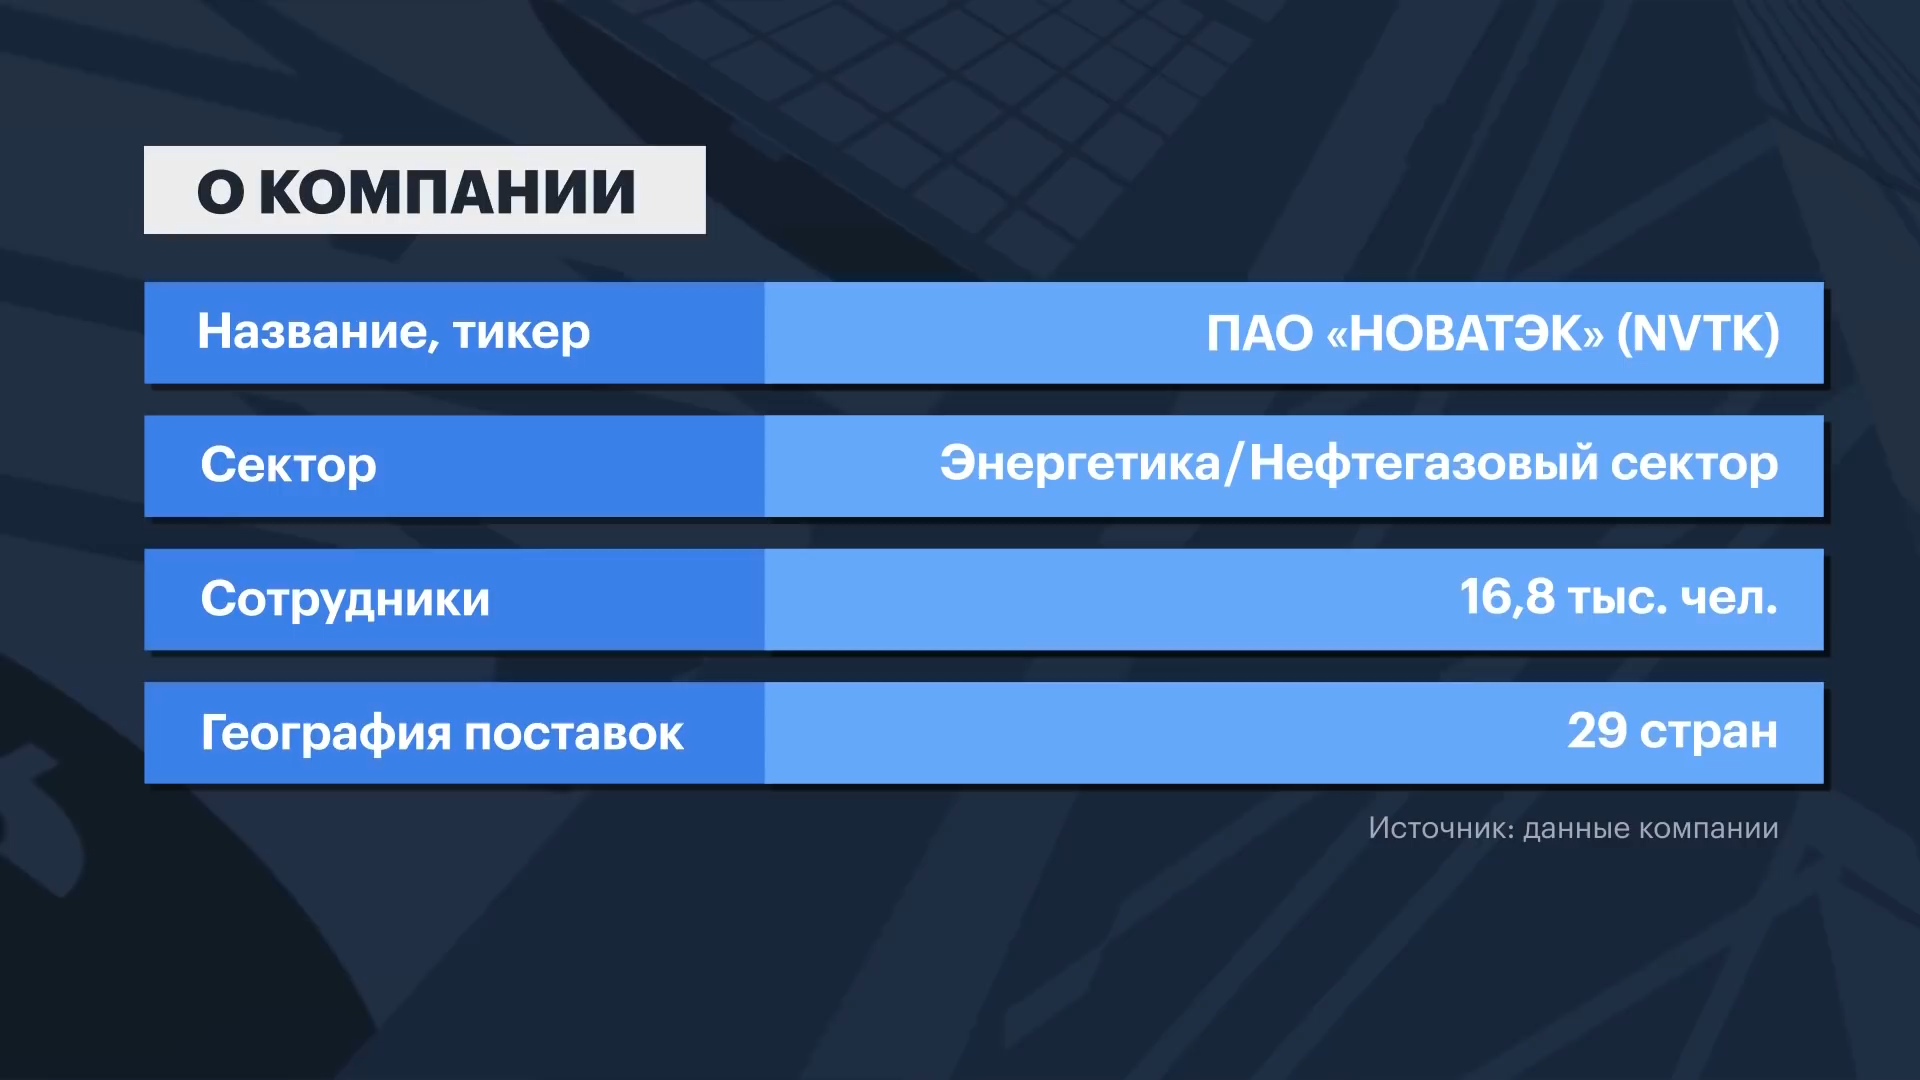 О КОМПАНИИ
Название, тикер ПАО «НОВАТЭК» (NVTK)
Сектор Энергетика/Нефтегазовый сектор
Сотрудники 16,8 тыс. чел.
География поставок 29 стран
Источник: данные компании